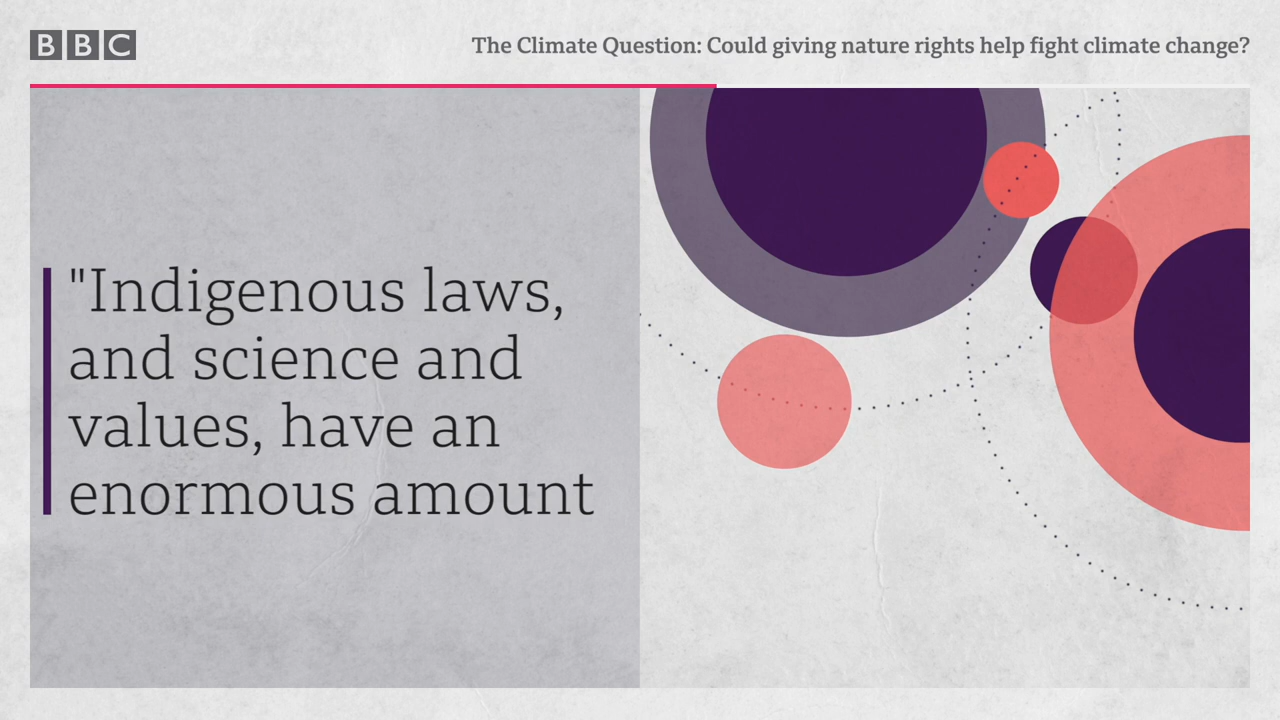 BBC
The Climate Question: Could giving nature rights help fight climate change?
"Indigenous laws,
and science and
values, have an
enormous amount